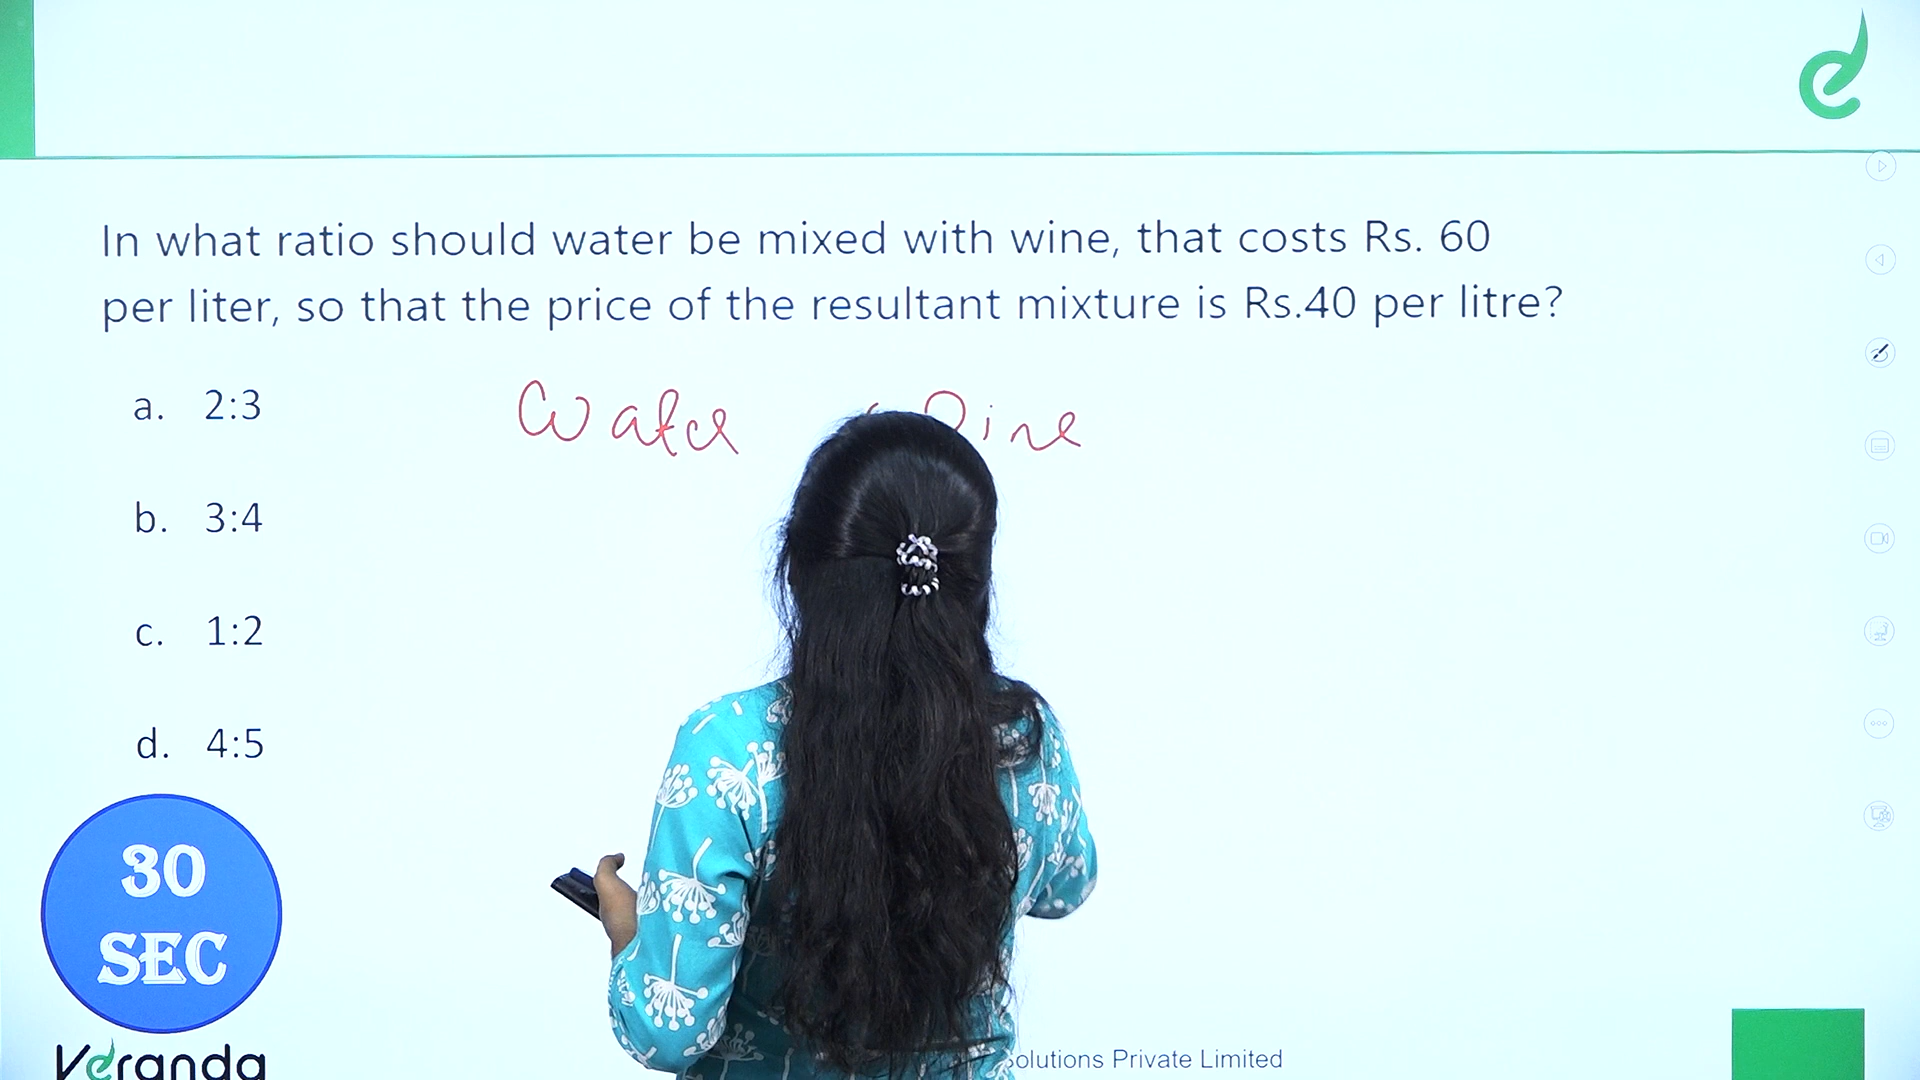 In what ratio should water be mixed with wine, that costs Rs. 60
per liter, so that the price of the resultant mixture is Rs.40 per litre?
a. 2:3
Water
b. 3:4
c. 1:2
d. 4:5
30
SEC
Veranda
Private Limited